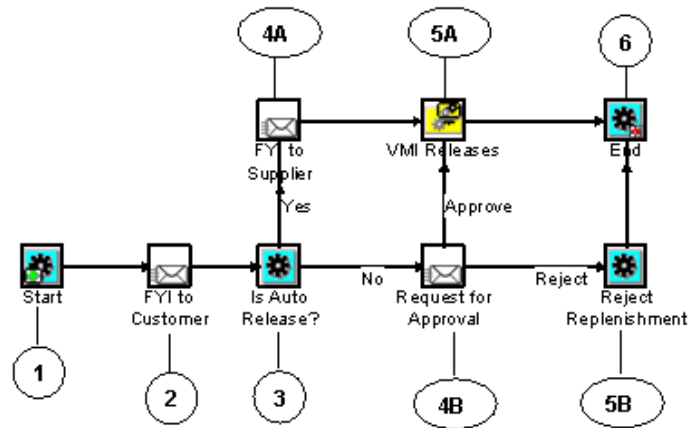 4A
5A
6
FYI to
Supplier
VMI Releases
End
Yes
Approve
Start
FYI to
Customer
Is Auto
Release?
No
Request for
Approval
Reject
Reject
Replenishment
1
2
3
4B
5B